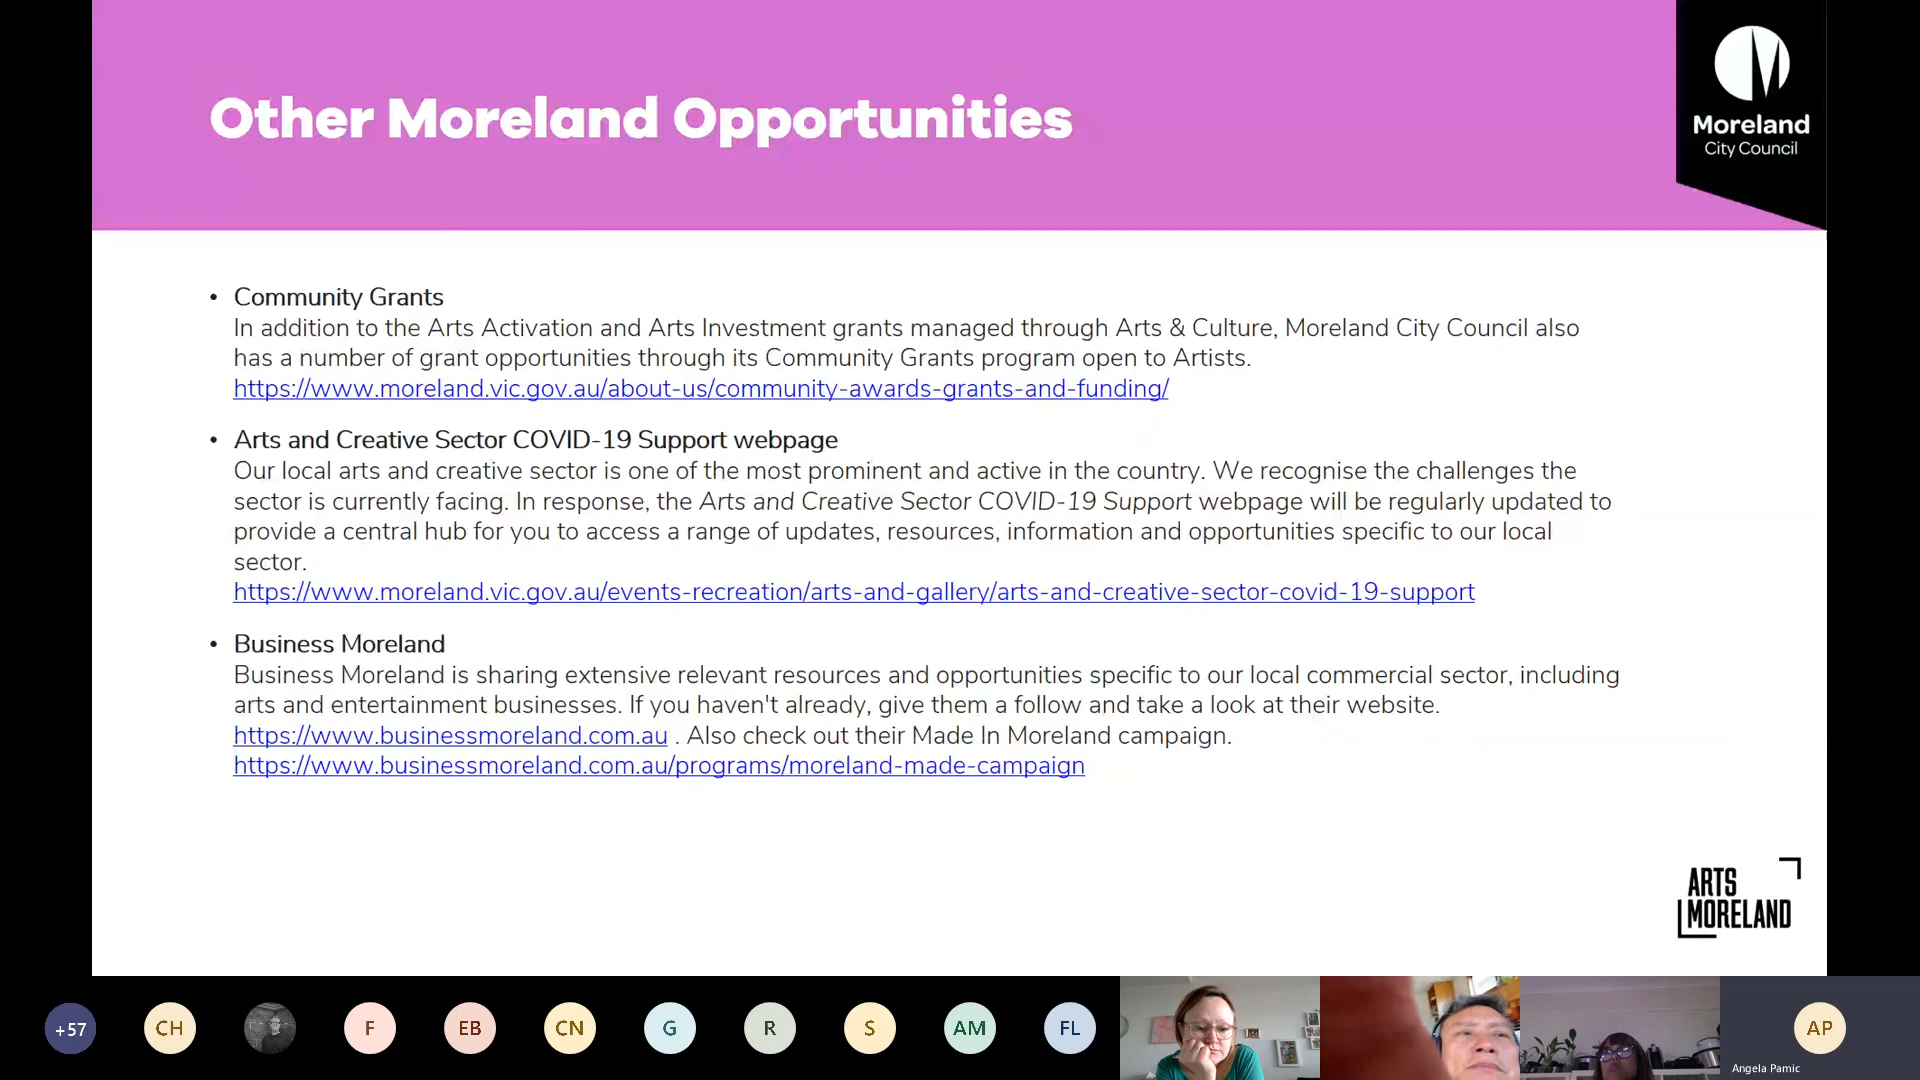 Other Moreland Opportunities
Moreland
City Council
• Community Grants
In addition to the Arts Activation and Arts Investment grants managed through Arts & Culture, Moreland City Council also
has a number of grant opportunities through its Community Grants program open to Artists.
https://www.moreland.vic.gov.au/about-us/community-awards-grants-and-funding/
• Arts and Creative Sector COVID-19 Support webpage
Our local arts and creative sector is one of the most prominent and active in the country. We recognise the challenges the
sector is currently facing. In response, the Arts and Creative Sector COVID-19 Support webpage will be regularly updated to
provide a central hub for you to access a range of updates, resources, information and opportunities specific to our local
sector.
https://www.moreland.vic.gov.au/events-recreation/arts-and-gallery/arts-and-creative-sector-covid-19-support
• Business Moreland
Business Moreland is sharing extensive relevant resources and opportunities specific to our local commercial sector, including
arts and entertainment businesses. If you haven't already, give them a follow and take a look at their website.
https://www.businessmoreland.com.au . Also check out their Made In Moreland campaign.
https://www.businessmoreland.com.au/programs/moreland-made-campaign
ARTS
MORELAND
+57 CH F EB CN G R S AM FL AP
Angela Pamic